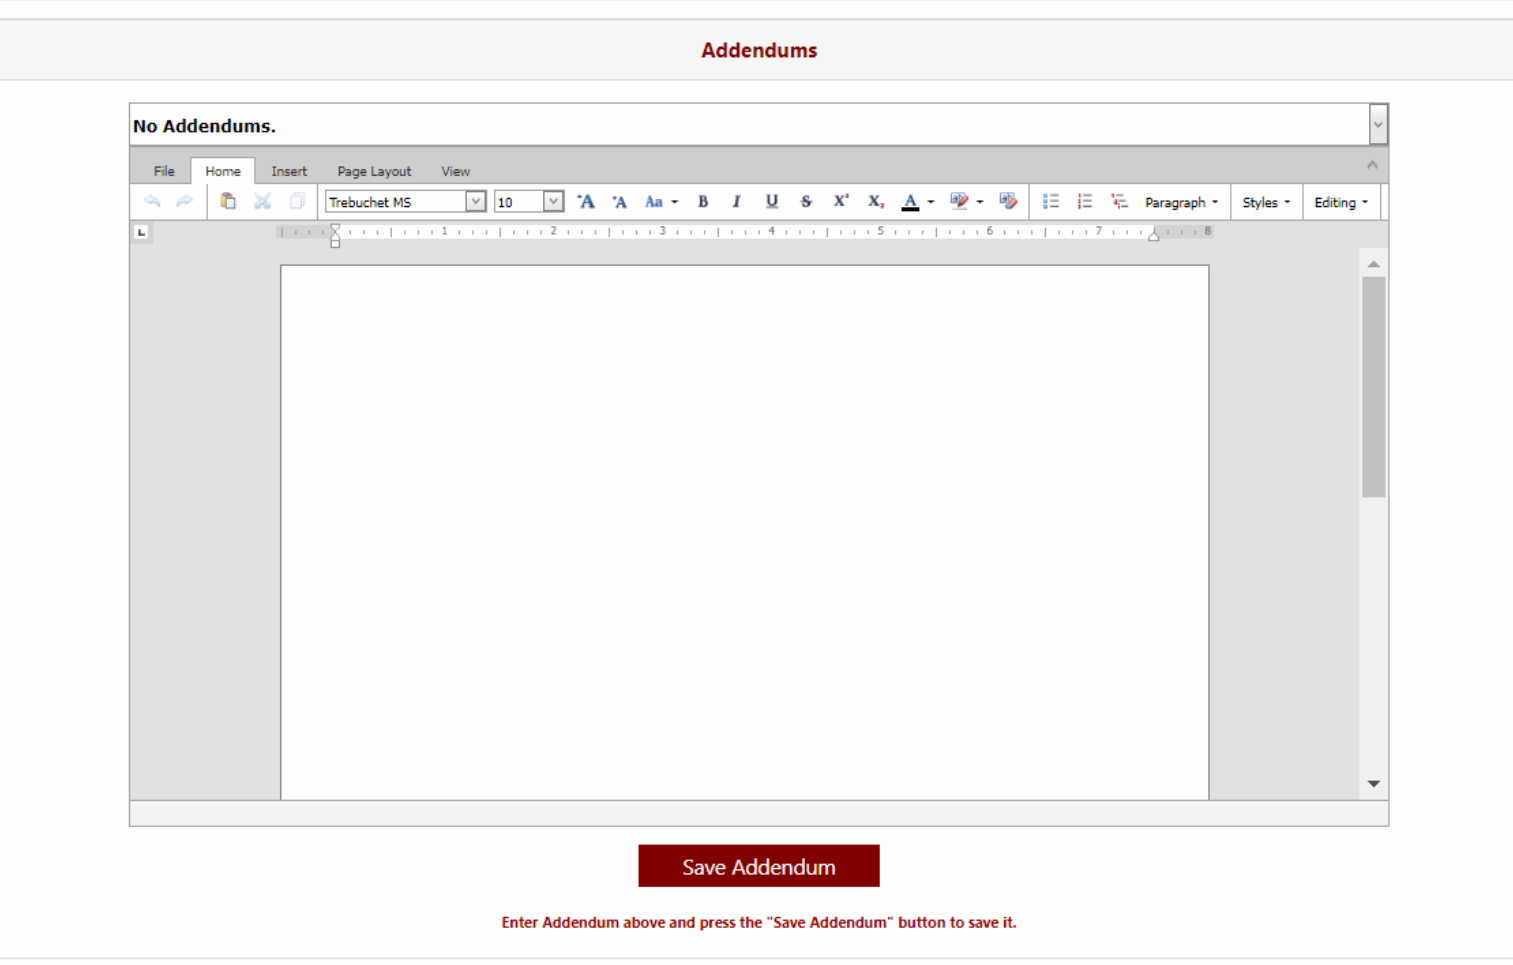 Addendums
No Addendums.
File Home Insert Page Layout View
Trebuchet MS 10 A A Aa B I U S X² X₂ A Paragraph Styles Editing
L 1 2 3 4 5 6 7 8
Save Addendum
Enter Addendum above and press the "Save Addendum" button to save it.